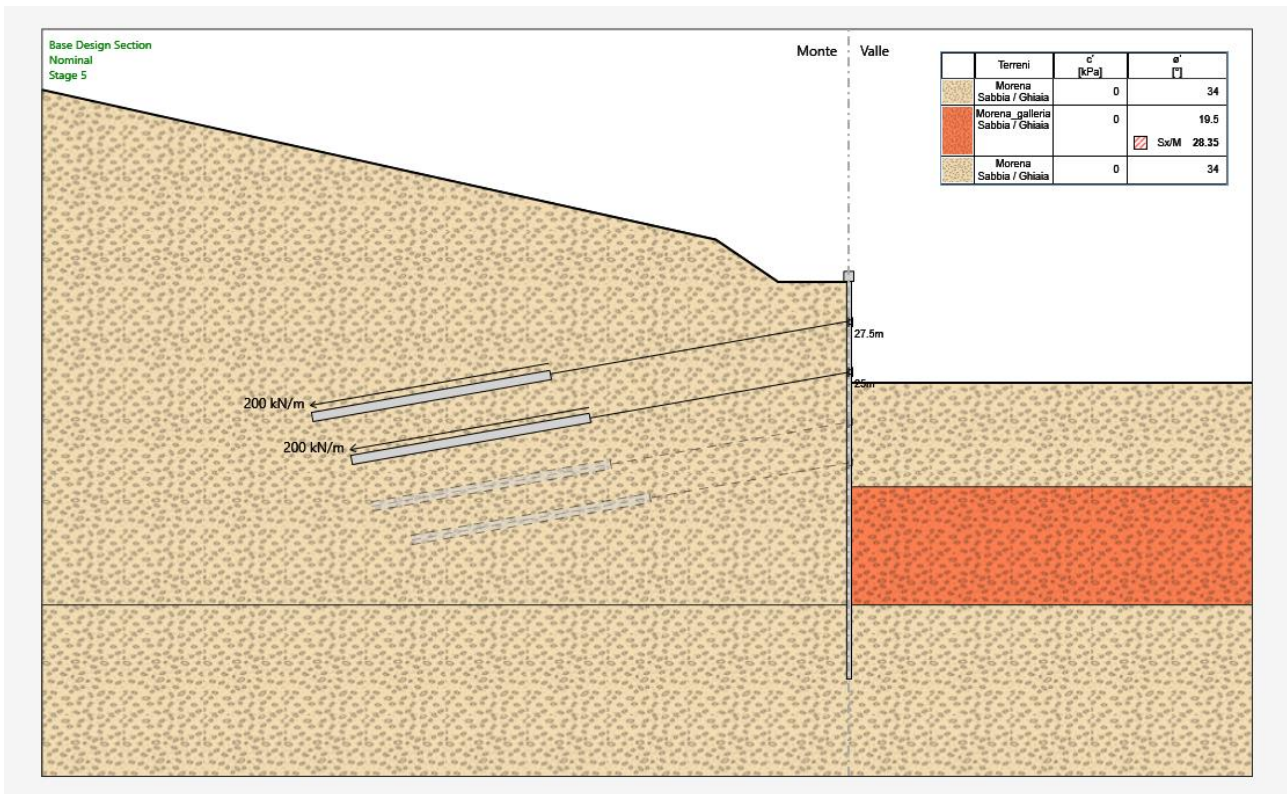 Base Design Section
Nominal
Stage 5
Monte
Valle
Terreni c' ø'
[kPa] [°]
Morena
Sabbia / Ghiaia 0 34
Morena_galleria
Sabbia / Ghiaia 0 19.5
Sx/M 28.35
Morena
Sabbia / Ghiaia 0 34
27.5m
25m
200 kN/m
200 kN/m